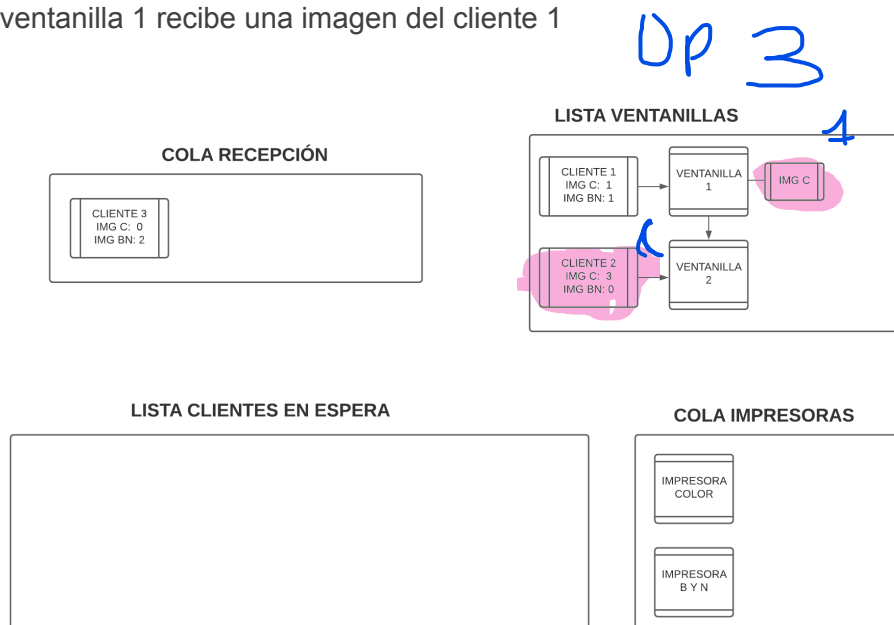 ventanilla 1 recibe una imagen del cliente 1
Op 3
LISTA VENTANILLAS
1
COLA RECEPCIÓN
CLIENTE 3
IMG C: 0
IMG BN: 2
CLIENTE 1
IMG C: 1
IMG BN: 1
VENTANILLA
1
IMG C
CLIENTE 2
IMG C: 3
IMG BN: 0
VENTANILLA
2
LISTA CLIENTES EN ESPERA
COLA IMPRESORAS
IMPRESORA
COLOR
IMPRESORA
B Y N